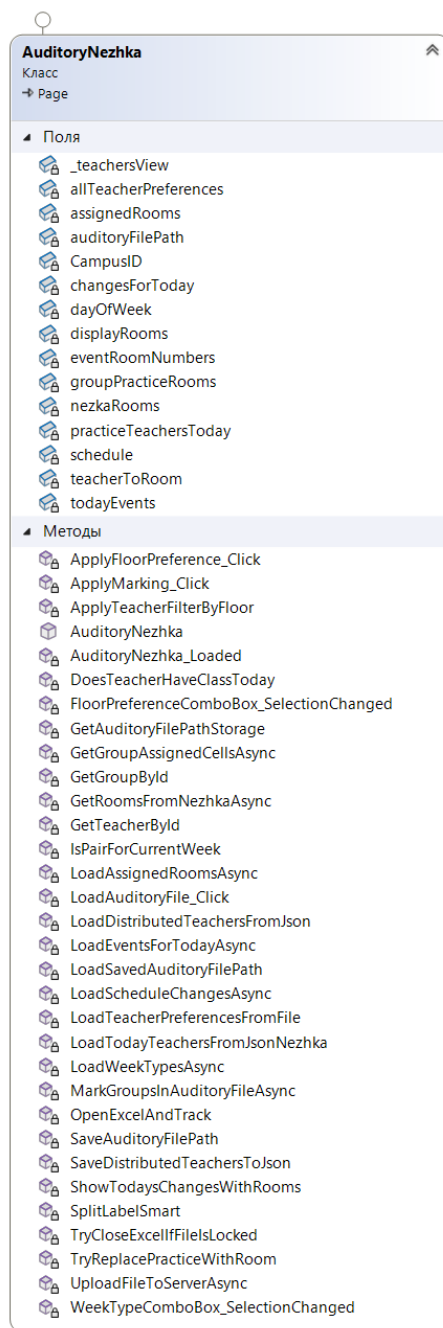 AuditoryNezhka
Класс
Page
Поля
_teachersView
allTeacherPreferences
assignedRooms
auditoryFilePath
CampusID
changesForToday
dayOfWeek
displayRooms
eventRoomNumbers
groupPracticeRooms
nezkaRooms
practiceTeachersToday
schedule
teacherToRoom
todayEvents
Методы
ApplyFloorPreference_Click
ApplyMarking_Click
ApplyTeacherFilterByFloor
AuditoryNezhka
AuditoryNezhka_Loaded
DoesTeacherHaveClassToday
FloorPreferenceComboBox_SelectionChanged
GetAuditoryFilePathStorage
GetGroupAssignedCellsAsync
GetGroupById
GetRoomsFromNezhkaAsync
GetTeacherById
IsPairForCurrentWeek
LoadAssignedRoomsAsync
LoadAuditoryFile_Click
LoadDistributedTeachersFromJson
LoadEventsForTodayAsync
LoadSavedAuditoryFilePath
LoadScheduleChangesAsync
LoadTeacherPreferencesFromFile
LoadTodayTeachersFromJsonNezhka
LoadWeekTypesAsync
MarkGroupsInAuditoryFileAsync
OpenExcelAndTrack
SaveAuditoryFilePath
SaveDistributedTeachersToJson
ShowTodaysChangesWithRooms
SplitLabelSmart
TryCloseExcelIfFileIsLocked
TryReplacePracticeWithRoom
UploadFileToServerAsync
WeekTypeComboBox_SelectionChanged